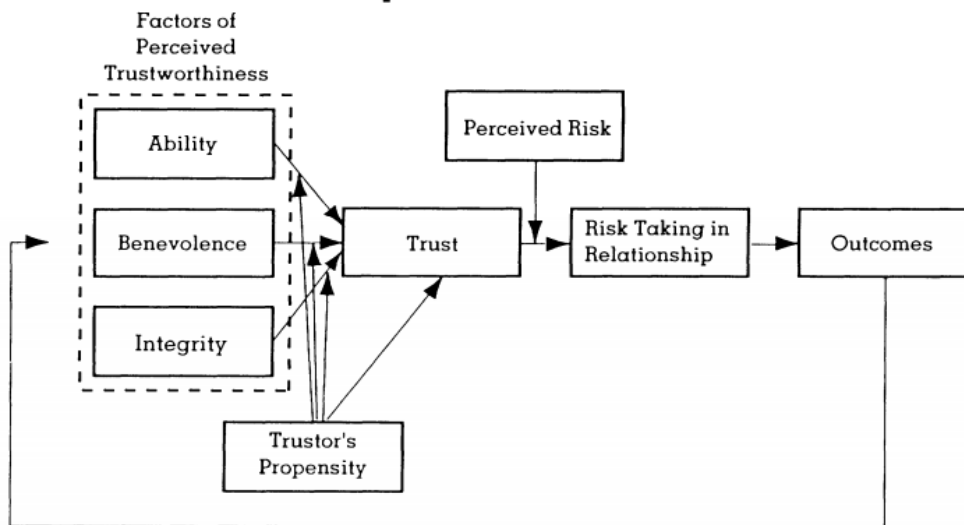 Factors of
Perceived
Trustworthiness
Ability
Benevolence
Integrity
Trustor's
Propensity
Trust
Perceived Risk
Risk Taking in
Relationship
Outcomes